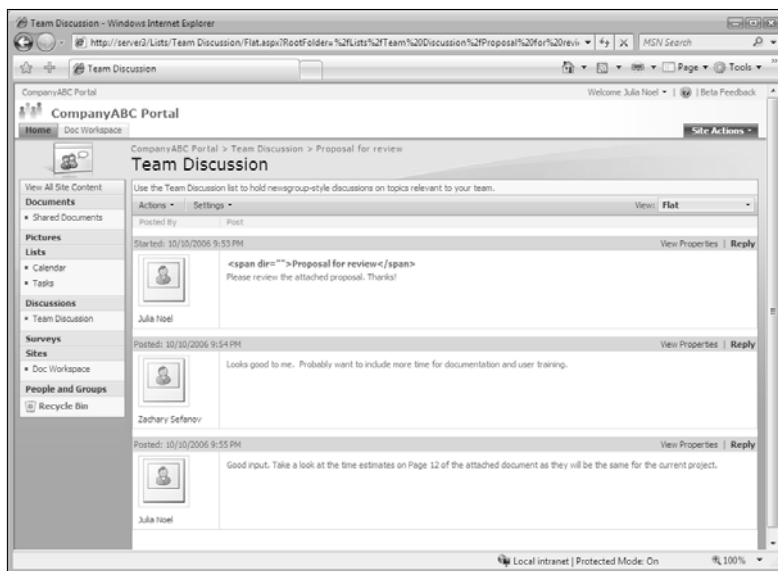 Team Discussion - Windows Internet Explorer
http://server3/Lists/Team Discussion/Flat.aspx?RootFolder=%2fLists%2fTeam%20Discussion%2fProposal%20for%20revi
MSN Search
Team Discussion
Page
Tools
CompanyABC Portal
Welcome Julia Noel
| Beta Feedback
CompanyABC Portal
Home
Doc Workspace
Site Actions
CompanyABC Portal > Team Discussion > Proposal for review
Team Discussion
View All Site Content
Documents
Shared Documents
Pictures
Lists
Calendar
Tasks
Discussions
Team Discussion
Surveys
Sites
Doc Workspace
People and Groups
Recycle Bin
Use the Team Discussion list to hold newsgroup-style discussions on topics relevant to your team.
Actions
Settings
View: Flat
Posted By
Post
Started: 10/10/2006 9:53 PM
View Properties | Reply
<span dir="">Proposal for review</span>
Please review the attached proposal. Thanks!
Julia Noel
Posted: 10/10/2006 9:54 PM
View Properties | Reply
Looks good to me. Probably want to include more time for documentation and user training.
Zachary Sefanov
Posted: 10/10/2006 9:55 PM
View Properties | Reply
Good input. Take a look at the time estimates on Page 12 of the attached document as they will be the same for the current project.
Julia Noel
Local intranet | Protected Mode: On
100%